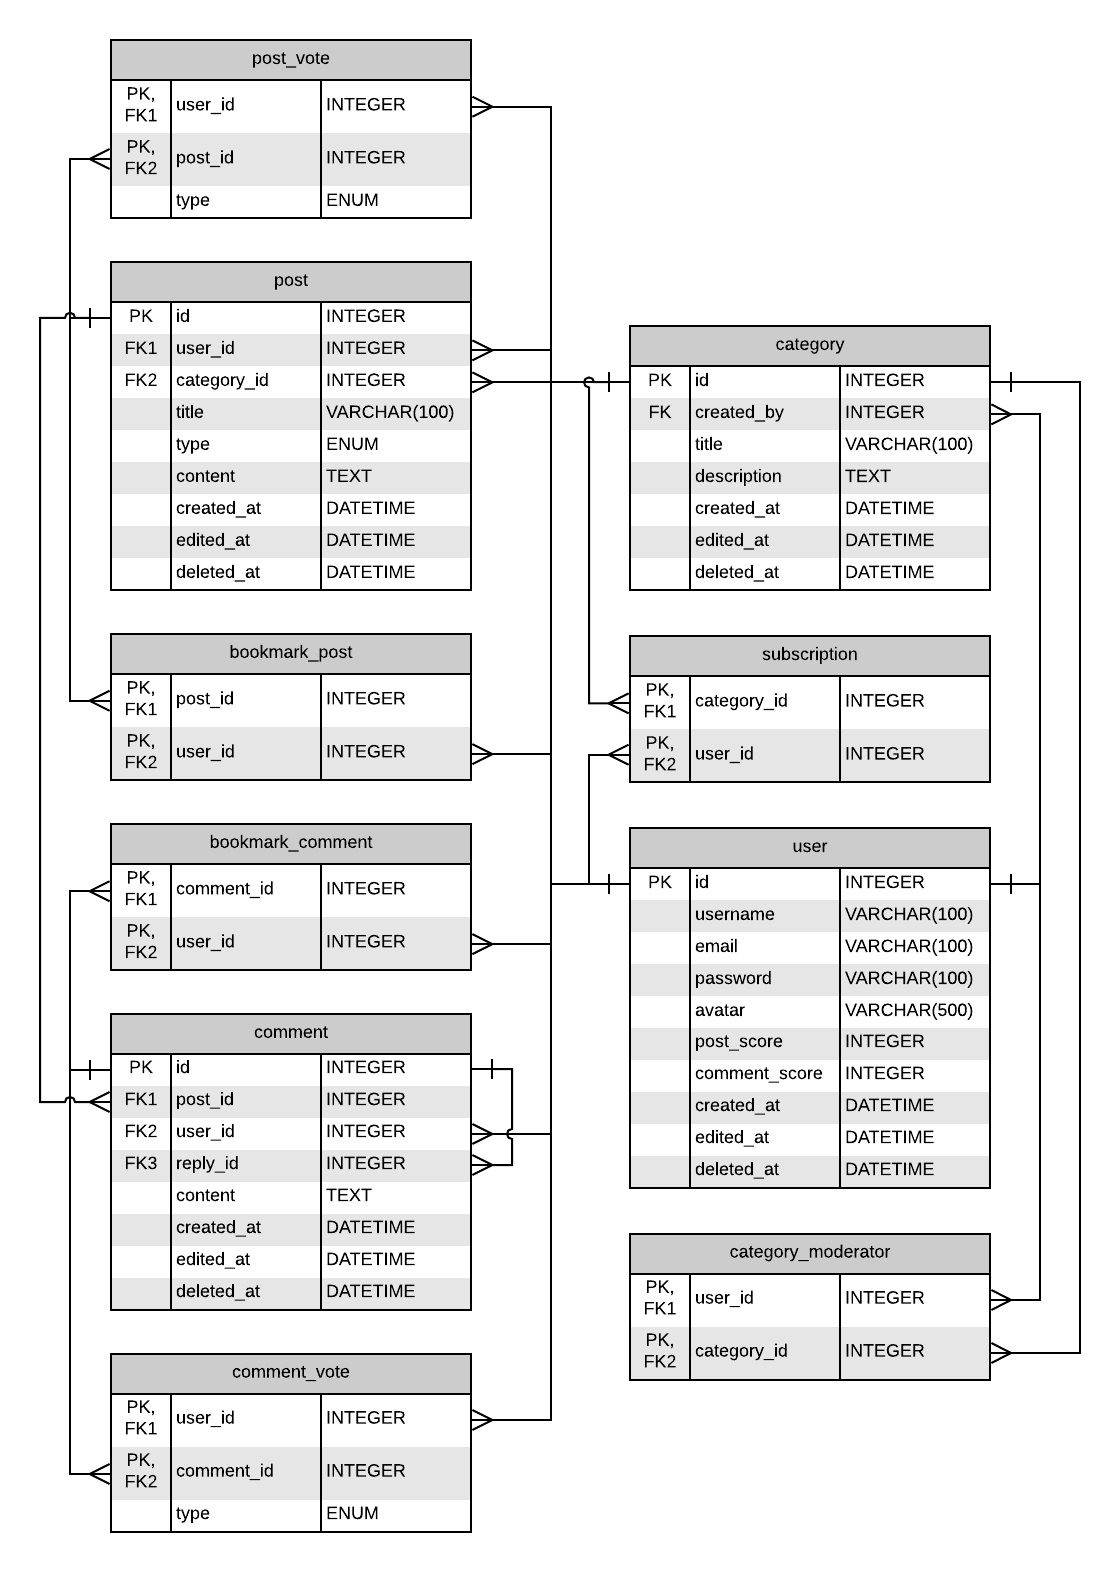 post_vote
PK, FK1 user_id INTEGER
PK, FK2 post_id INTEGER
type ENUM
post
PK id INTEGER
FK1 user_id INTEGER
FK2 category_id INTEGER
title VARCHAR(100)
type ENUM
content TEXT
created_at DATETIME
edited_at DATETIME
deleted_at DATETIME
bookmark_post
PK, FK1 post_id INTEGER
PK, FK2 user_id INTEGER
bookmark_comment
PK, FK1 comment_id INTEGER
PK, FK2 user_id INTEGER
comment
PK id INTEGER
FK1 post_id INTEGER
FK2 user_id INTEGER
FK3 reply_id INTEGER
content TEXT
created_at DATETIME
edited_at DATETIME
deleted_at DATETIME
comment_vote
PK, FK1 user_id INTEGER
PK, FK2 comment_id INTEGER
type ENUM
category
PK id INTEGER
FK created_by INTEGER
title VARCHAR(100)
description TEXT
created_at DATETIME
edited_at DATETIME
deleted_at DATETIME
subscription
PK, FK1 category_id INTEGER
PK, FK2 user_id INTEGER
user
PK id INTEGER
username VARCHAR(100)
email VARCHAR(100)
password VARCHAR(100)
avatar VARCHAR(500)
post_score INTEGER
comment_score INTEGER
created_at DATETIME
edited_at DATETIME
deleted_at DATETIME
category_moderator
PK, FK1 user_id INTEGER
PK, FK2 category_id INTEGER